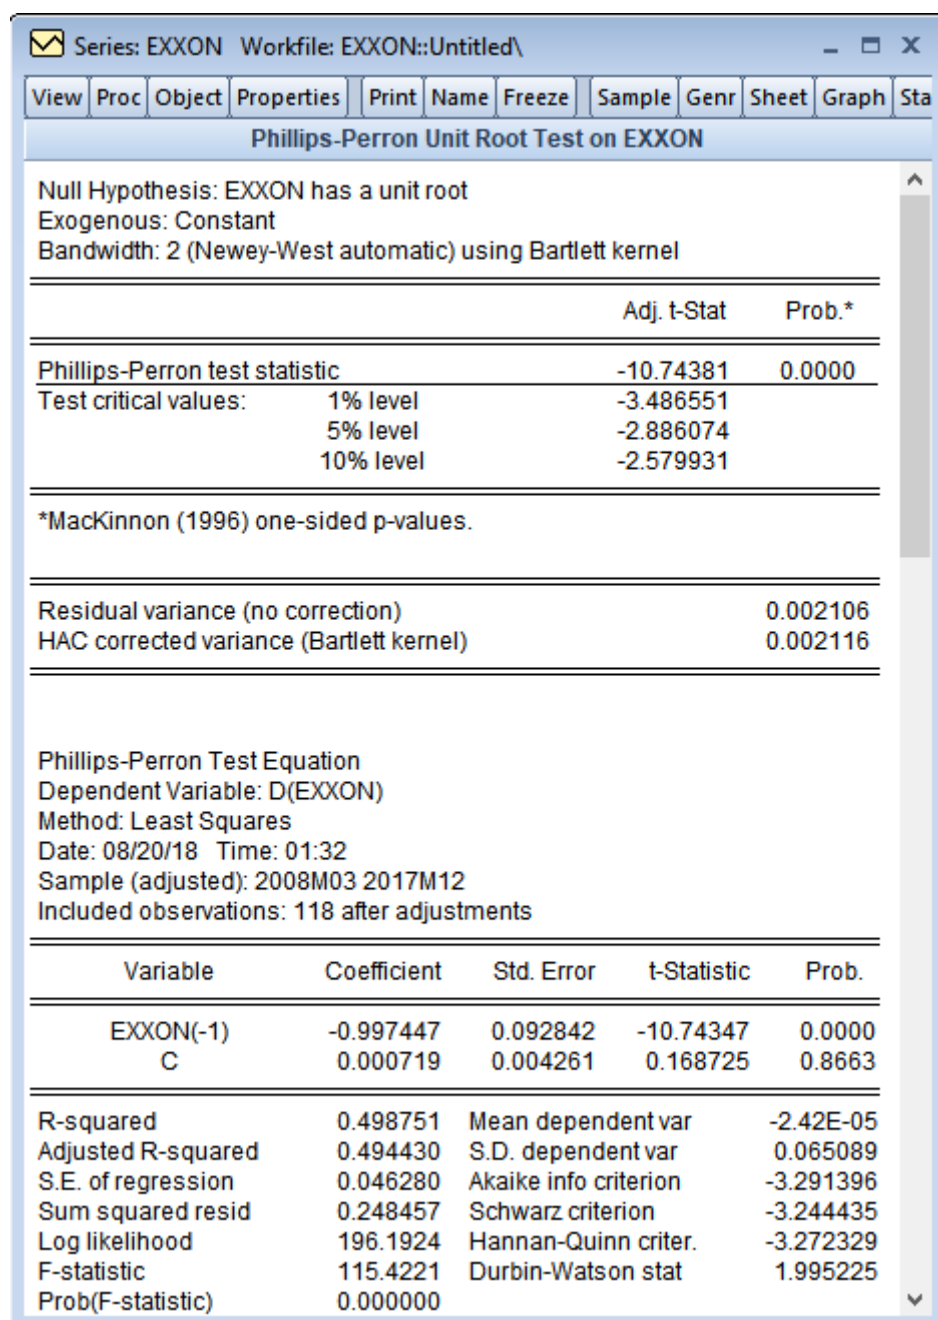 Series: EXXON Workfile: EXXON::Untitled\
View Proc Object Properties Print Name Freeze Sample Genr Sheet Graph Sta
Phillips-Perron Unit Root Test on EXXON
Null Hypothesis: EXXON has a unit root
Exogenous: Constant
Bandwidth: 2 (Newey-West automatic) using Bartlett kernel
Adj. t-Stat Prob.*
Phillips-Perron test statistic -10.74381 0.0000
Test critical values: 1% level -3.486551
5% level -2.886074
10% level -2.579931
*MacKinnon (1996) one-sided p-values.
Residual variance (no correction) 0.002106
HAC corrected variance (Bartlett kernel) 0.002116
Phillips-Perron Test Equation
Dependent Variable: D(EXXON)
Method: Least Squares
Date: 08/20/18 Time: 01:32
Sample (adjusted): 2008M03 2017M12
Included observations: 118 after adjustments
Variable Coefficient Std. Error t-Statistic Prob.
EXXON(-1) -0.997447 0.092842 -10.74347 0.0000
C 0.000719 0.004261 0.168725 0.8663
R-squared 0.498751 Mean dependent var -2.42E-05
Adjusted R-squared 0.494430 S.D. dependent var 0.065089
S.E. of regression 0.046280 Akaike info criterion -3.291396
Sum squared resid 0.248457 Schwarz criterion -3.244435
Log likelihood 196.1924 Hannan-Quinn criter. -3.272329
F-statistic 115.4221 Durbin-Watson stat 1.995225
Prob(F-statistic) 0.000000